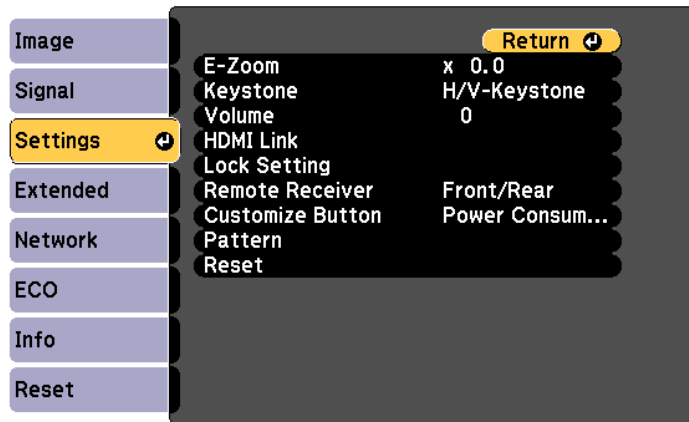 Image
Signal
Settings
Extended
Network
ECO
Info
Reset
Return
E-Zoom x 0.0
Keystone H/V-Keystone
Volume 0
HDMI Link
Lock Setting
Remote Receiver Front/Rear
Customize Button Power Consum...
Pattern
Reset